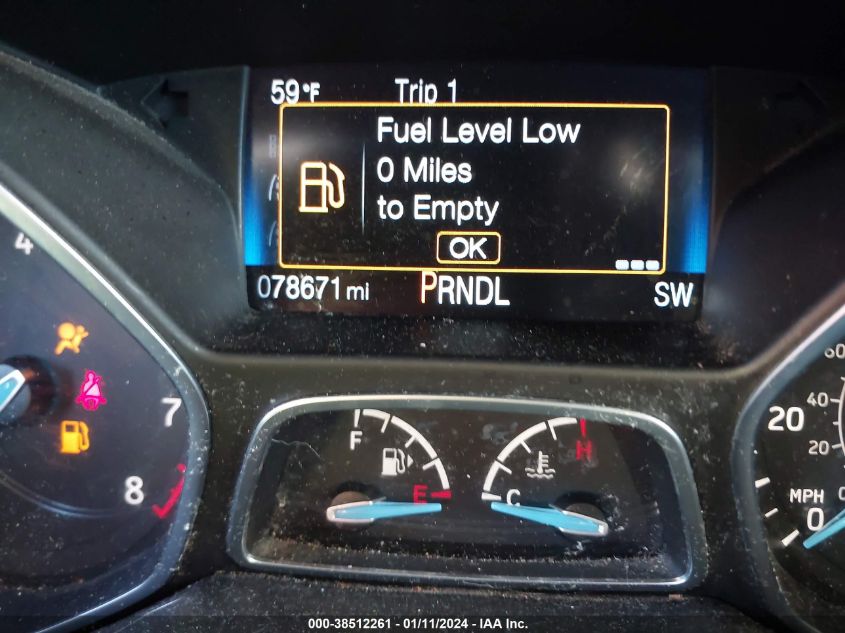 59°F Trip 1
Fuel Level Low
0 Miles
to Empty
OK
078671 mi PRNDL SW
4
7
8
F
E
H
C
20
40
20
MPH
0
000-38512261 - 01/11/2024 - IAA Inc.